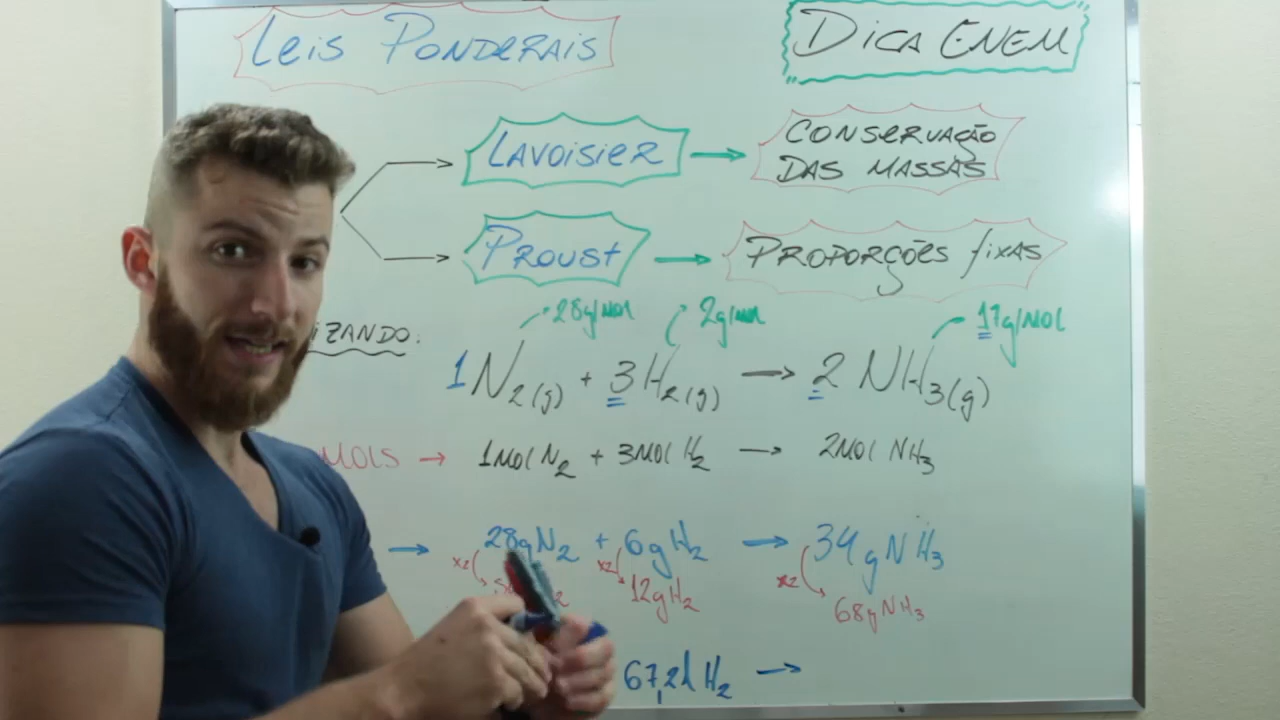 Leis Ponderais
Dica Enem
Lavoisier → Conservação das massas
Proust → Proporções fixas
izando:
28g/mol 2g/mol 17g/mol
1N₂(g) + 3H₂(g) → 2NH₃(g)
mols → 1mol N₂ + 3mol H₂ → 2mol NH₃
→ 28g N₂ + 6g H₂ → 34g NH₃
x2 x2 12g H₂ x2 68g NH₃
67,2L H₂ →